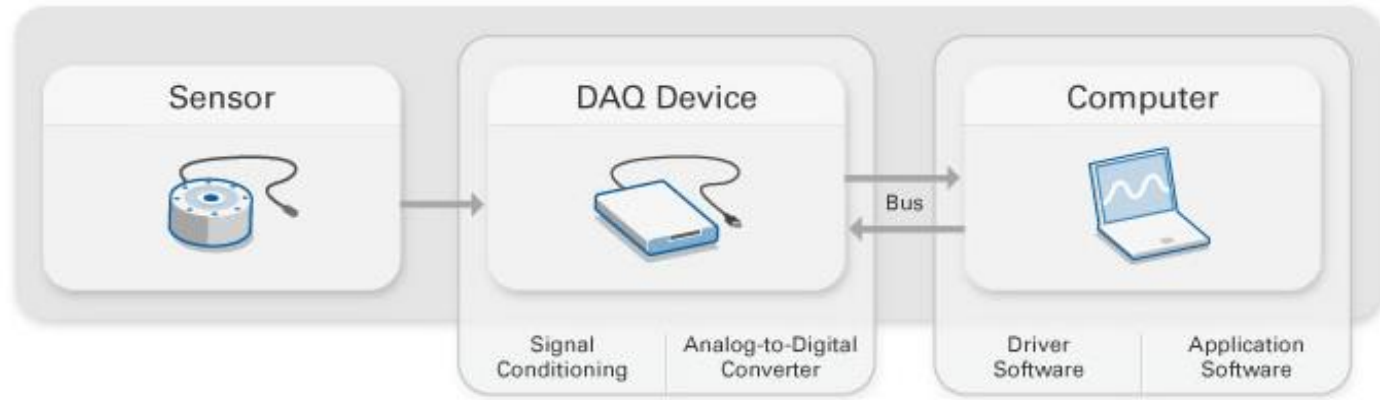 Sensor
DAQ Device
Computer
Bus
Signal
Conditioning
Analog-to-Digital
Converter
Driver
Software
Application
Software